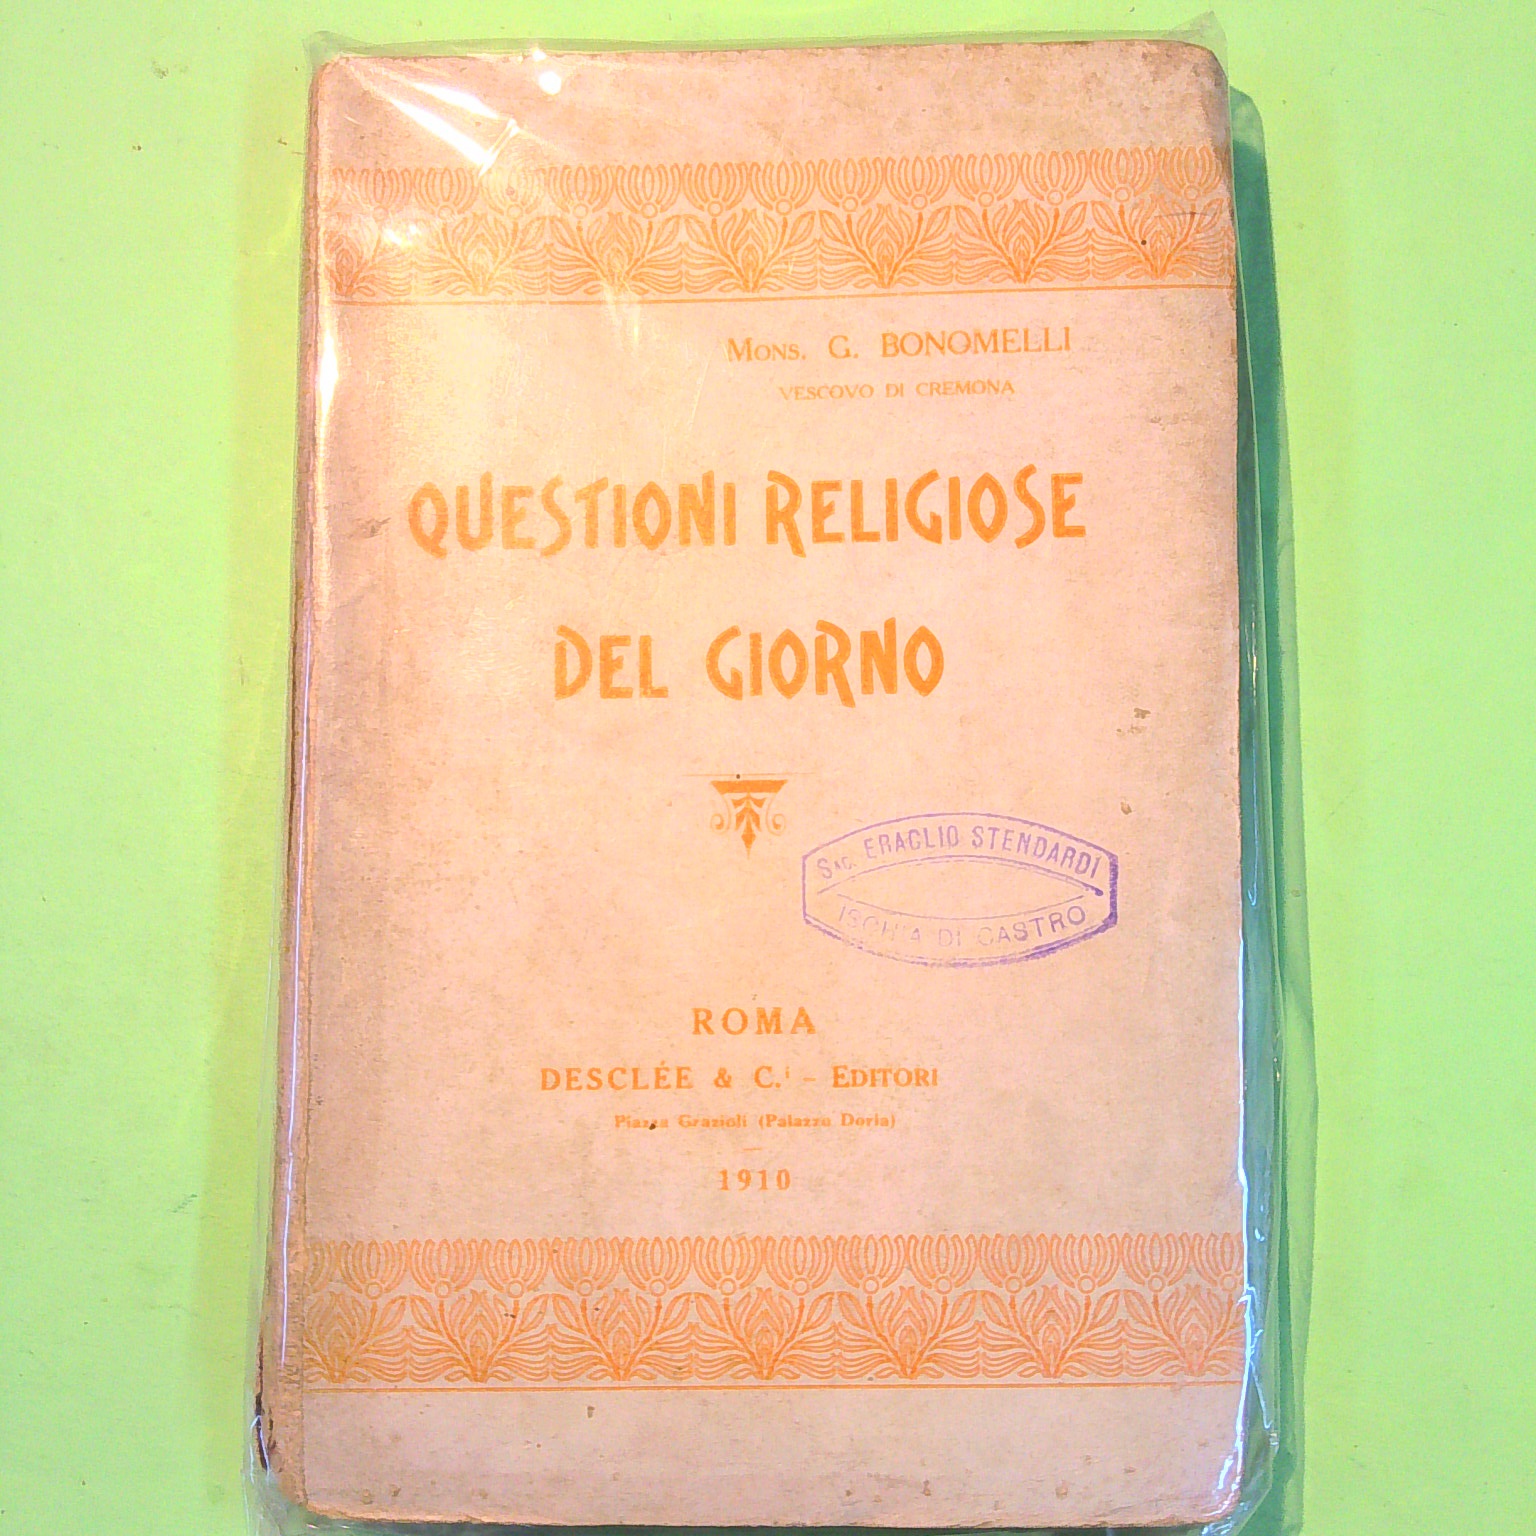 Mons. G. BONOMELLI
VESCOVO DI CREMONA
QUESTIONI RELIGIOSE
DEL GIORNO
Sac. ERAGLIO STENDARDI
ISCHIA DI CASTRO
ROMA
DESCLÉE & C.i - EDITORI
Piazza Grazioli (Palazzo Doria)
1910